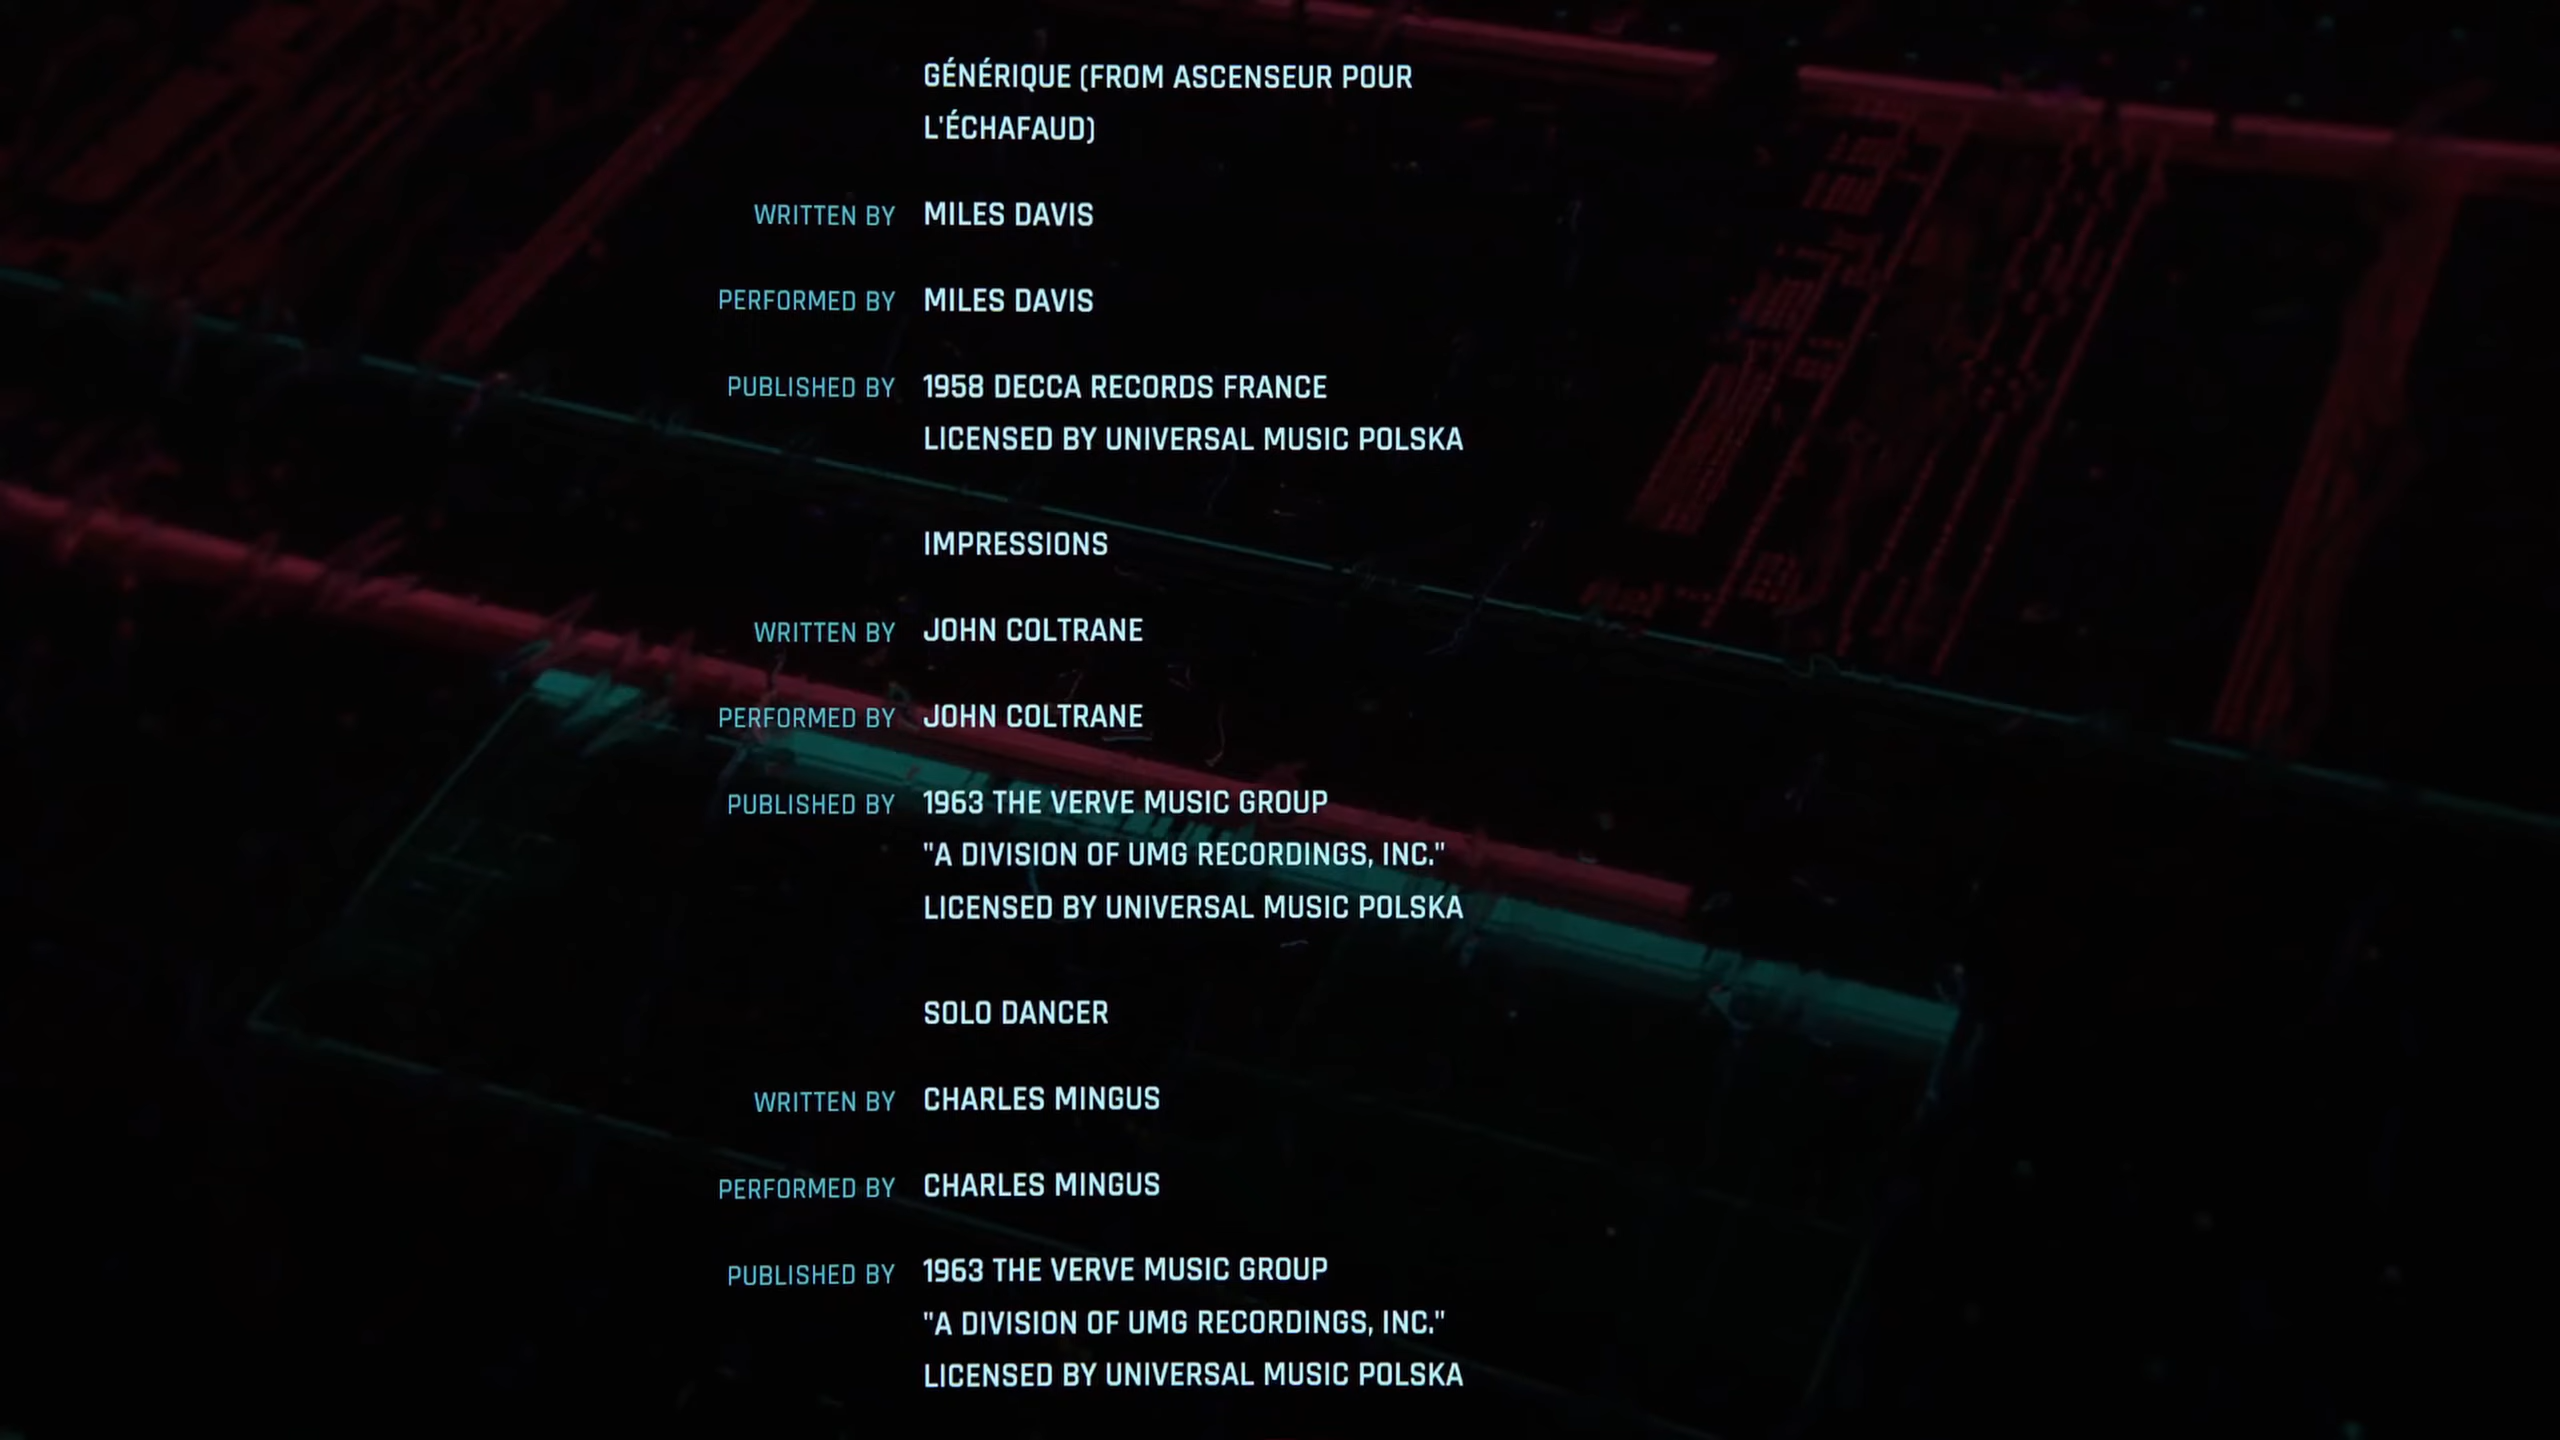 GÉNÉRIQUE (FROM ASCENSEUR POUR
L'ÉCHAFAUD)
WRITTEN BY MILES DAVIS
PERFORMED BY MILES DAVIS
PUBLISHED BY 1958 DECCA RECORDS FRANCE
LICENSED BY UNIVERSAL MUSIC POLSKA
IMPRESSIONS
WRITTEN BY JOHN COLTRANE
PERFORMED BY JOHN COLTRANE
PUBLISHED BY 1963 THE VERVE MUSIC GROUP
"A DIVISION OF UMG RECORDINGS, INC."
LICENSED BY UNIVERSAL MUSIC POLSKA
SOLO DANCER
WRITTEN BY CHARLES MINGUS
PERFORMED BY CHARLES MINGUS
PUBLISHED BY 1963 THE VERVE MUSIC GROUP
"A DIVISION OF UMG RECORDINGS, INC."
LICENSED BY UNIVERSAL MUSIC POLSKA